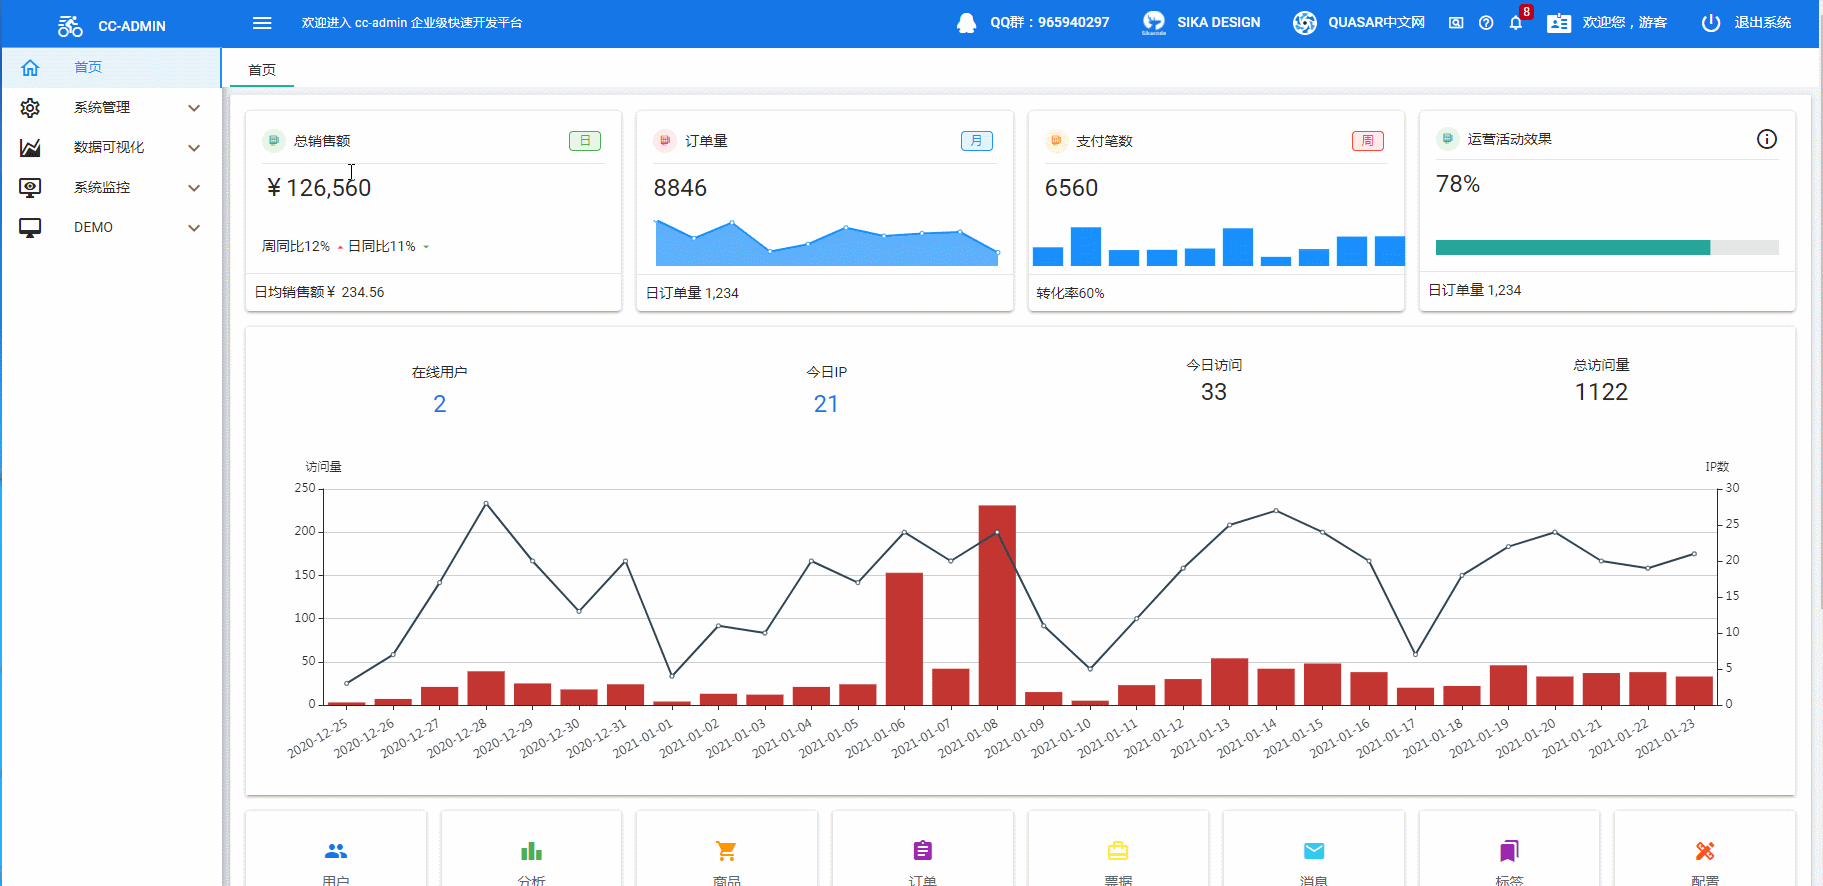 CC-ADMIN
欢迎进入 cc-admin 企业级快速开发平台
QQ群：965940297
Sikacode
SIKA DESIGN
QUASAR中文网
8
欢迎您，游客
退出系统
首页
系统管理
数据可视化
系统监控
DEMO
首页
总销售额
日
¥ 126,560
周同比12%
日同比11%
日均销售额¥ 234.56
订单量
月
8846
日订单量 1,234
支付笔数
周
6560
转化率60%
运营活动效果
78%
日订单量 1,234
在线用户
2
今日IP
21
今日访问
33
总访问量
1122
访问量
IP数
250
200
150
100
50
0
30
25
20
15
10
5
0
2020-12-25
2020-12-26
2020-12-27
2020-12-28
2020-12-29
2020-12-30
2020-12-31
2021-01-01
2021-01-02
2021-01-03
2021-01-04
2021-01-05
2021-01-06
2021-01-07
2021-01-08
2021-01-09
2021-01-10
2021-01-11
2021-01-12
2021-01-13
2021-01-14
2021-01-15
2021-01-16
2021-01-17
2021-01-18
2021-01-19
2021-01-20
2021-01-21
2021-01-22
2021-01-23
用户
分析
商品
订单
票据
消息
标签
配置